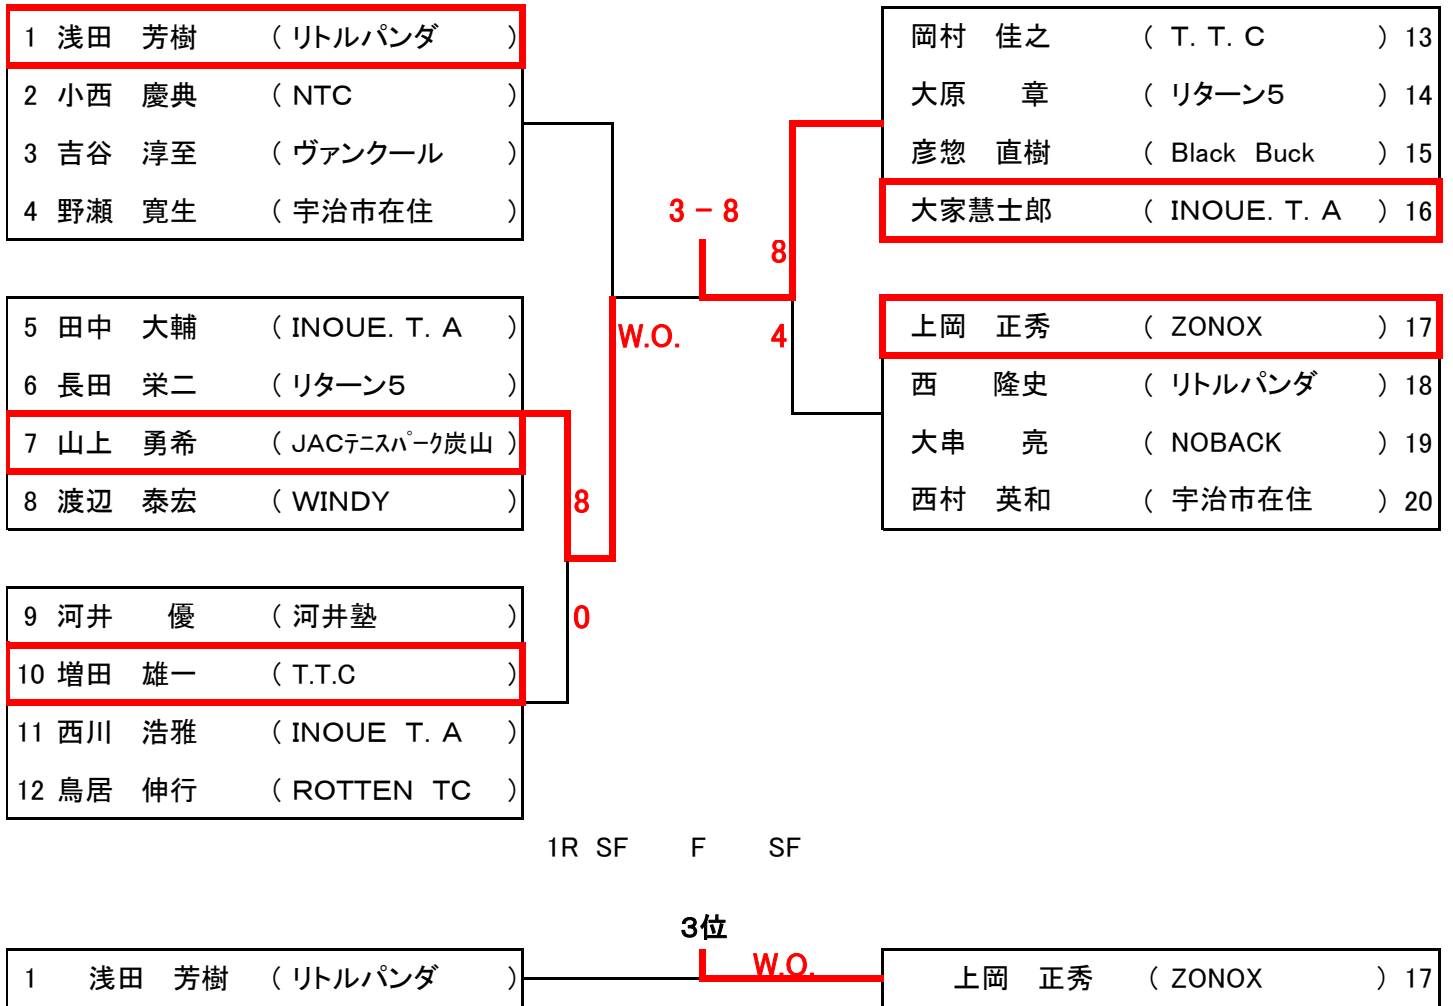 1 浅田 芳樹 ( リトルパンダ )
2 小西 慶典 ( NTC )
3 吉谷 淳至 ( ヴァンクール )
4 野瀬 寛生 ( 宇治市在住 )
5 田中 大輔 ( INOUE. T. A )
6 長田 栄二 ( リターン5 )
7 山上 勇希 ( JACﾃﾆｽﾊﾟｰｸ炭山 )
8 渡辺 泰宏 ( WINDY )
9 河井 優 ( 河井塾 )
10 増田 雄一 ( T.T.C )
11 西川 浩雅 ( INOUE T. A )
12 鳥居 伸行 ( ROTTEN TC )
8
0
W.O.
3 − 8
8
4
岡村 佳之 ( T. T. C ) 13
大原 章 ( リターン5 ) 14
彦惣 直樹 ( Black Buck ) 15
大家慧士郎 ( INOUE. T. A ) 16
上岡 正秀 ( ZONOX ) 17
西 隆史 ( リトルパンダ ) 18
大串 亮 ( NOBACK ) 19
西村 英和 ( 宇治市在住 ) 20
1R SF F SF
3位
W.O.
1 浅田 芳樹 ( リトルパンダ )
上岡 正秀 ( ZONOX ) 17